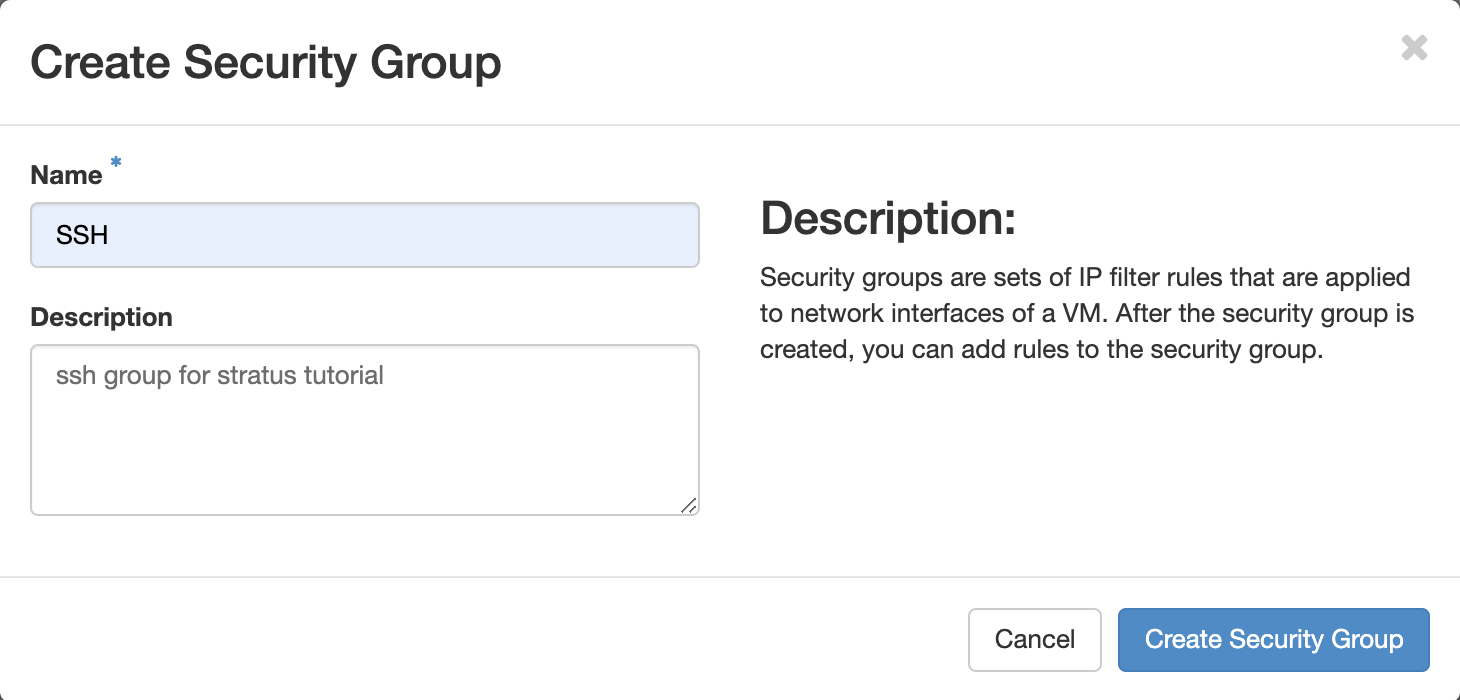 Create Security Group
Name *
SSH
Description
ssh group for stratus tutorial
Description:
Security groups are sets of IP filter rules that are applied
to network interfaces of a VM. After the security group is
created, you can add rules to the security group.
Cancel
Create Security Group